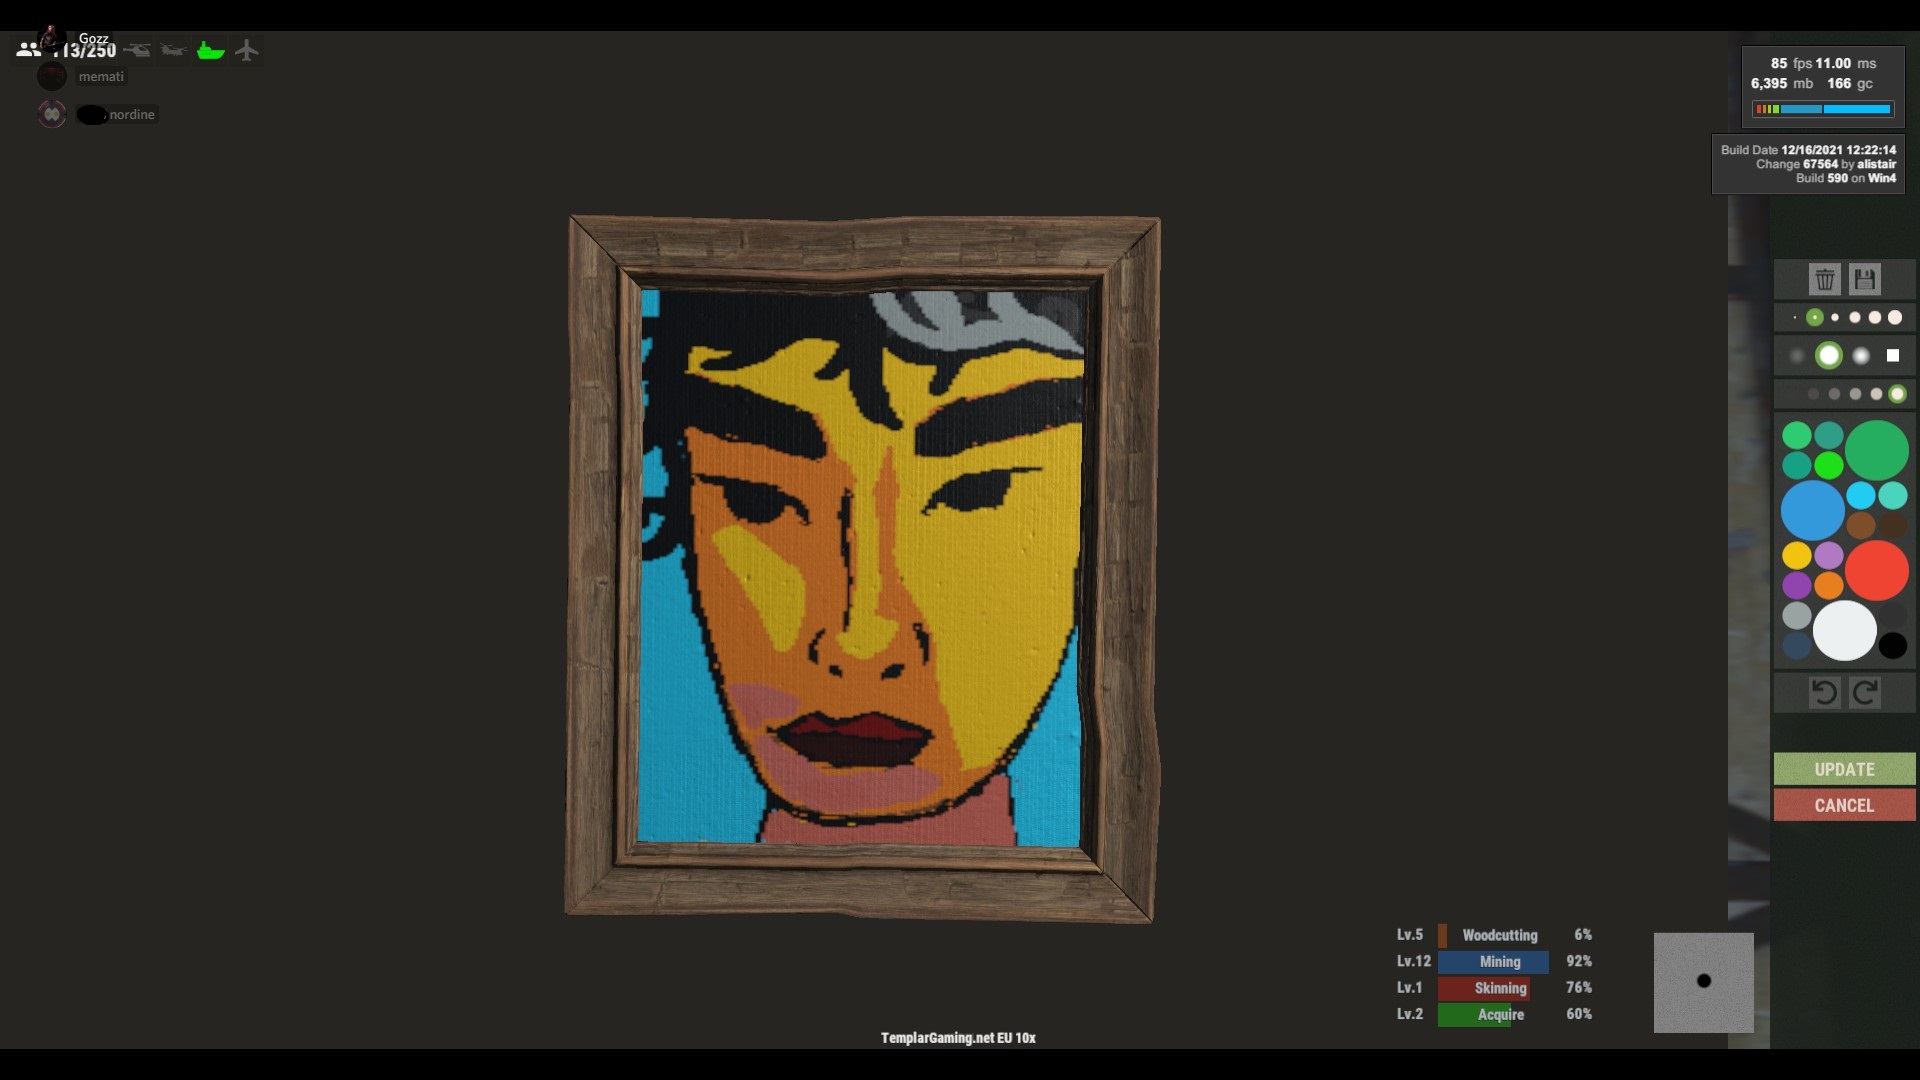 Gozz
113/250
memati
nordine
85 fps 11.00 ms
6,395 mb 166 gc
Build Date 12/16/2021 12:22:14
Change 67564 by alistair
Build 590 on Win4
UPDATE
CANCEL
Lv.5 Woodcutting 6%
Lv.12 Mining 92%
Lv.1 Skinning 76%
Lv.2 Acquire 60%
TemplarGaming.net EU 10x